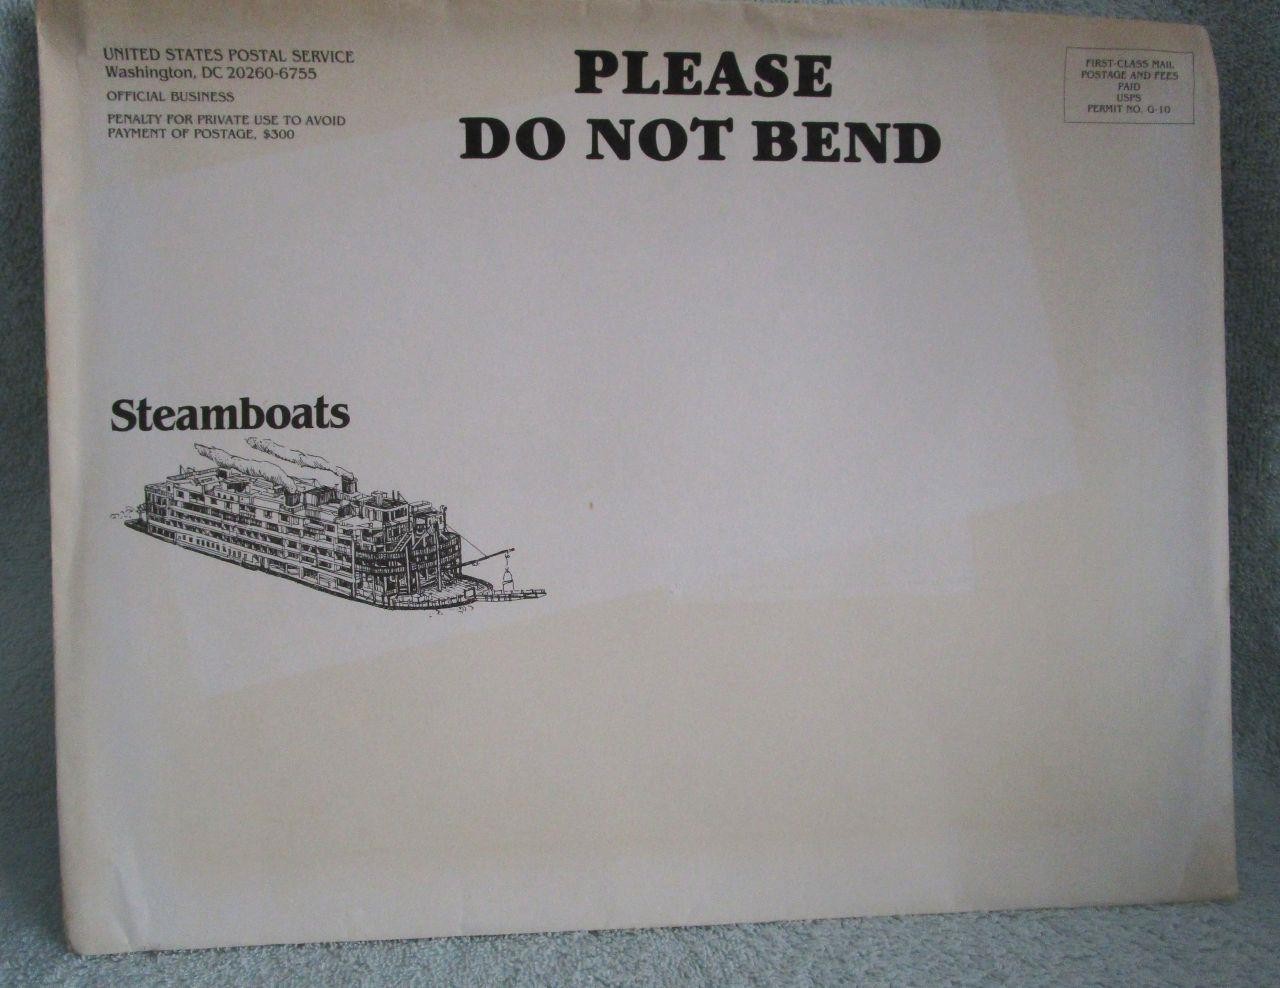 UNITED STATES POSTAL SERVICE
Washington, DC 20260-6755
OFFICIAL BUSINESS
PENALTY FOR PRIVATE USE TO AVOID
PAYMENT OF POSTAGE, $300
PLEASE
DO NOT BEND
FIRST-CLASS MAIL
POSTAGE AND FEES
PAID
USPS
PERMIT NO. G-10
Steamboats